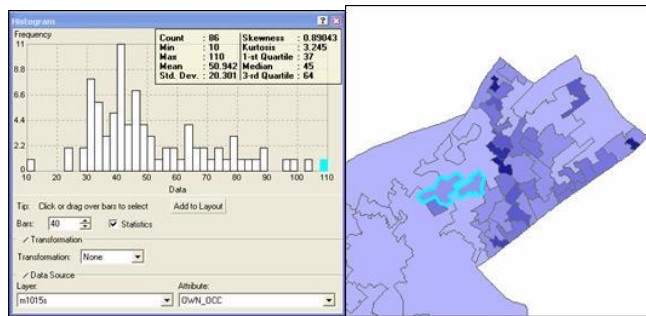 Histogram
Frequency
Count : 86 Skewness : 0.89043
Min : 10 Kurtosis : 3.245
Max : 110 1-st Quartile : 37
Mean : 50.942 Median : 45
Std. Dev. : 20.301 3-rd Quartile : 64
11
8.8
6.6
4.4
2.2
0
10 20 30 40 50 60 70 80 90 100 110
Data
Tip: Click or drag over bars to select Add to Layout
Bars: 40 Statistics
Transformation
Transformation: None
Data Source
Layer: Attribute:
m1015s OWN_OCC